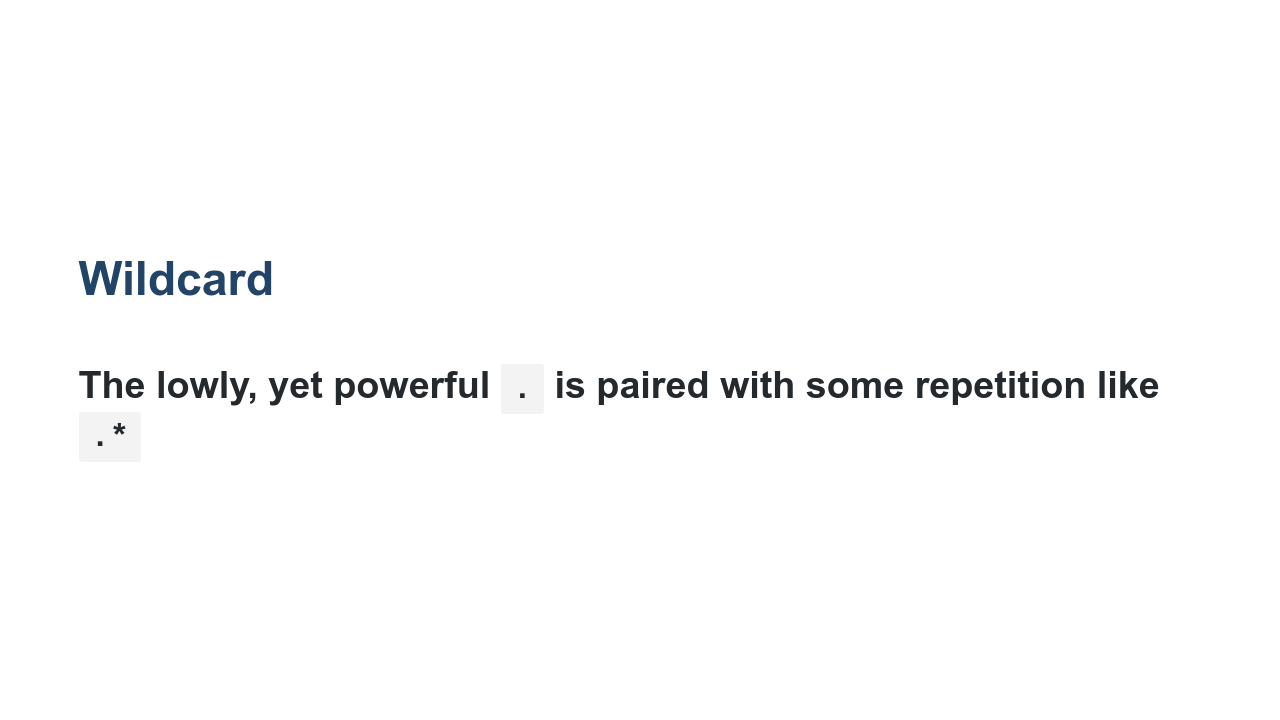 Wildcard
The lowly, yet powerful . is paired with some repetition like
.*